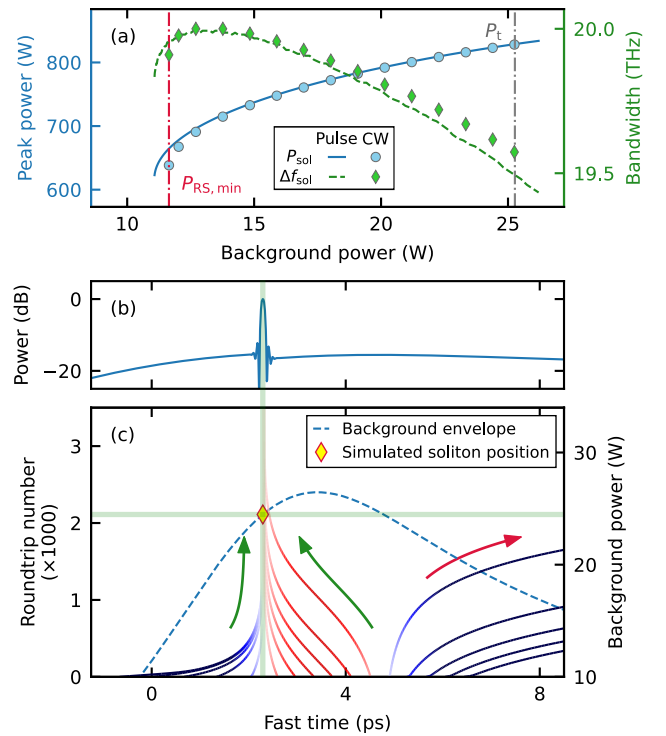 (a)
P_t
20.0
19.5
Bandwidth (THz)
800
700
600
Peak power (W)
Pulse CW
P_sol
Δf_sol
P_RS, min
10 15 20 25
Background power (W)
(b)
0
−20
Power (dB)
(c)
Background envelope
Simulated soliton position
3
2
1
0
Roundtrip number
(×1000)
30
20
10
Background power (W)
0 2 4 6 8
Fast time (ps)